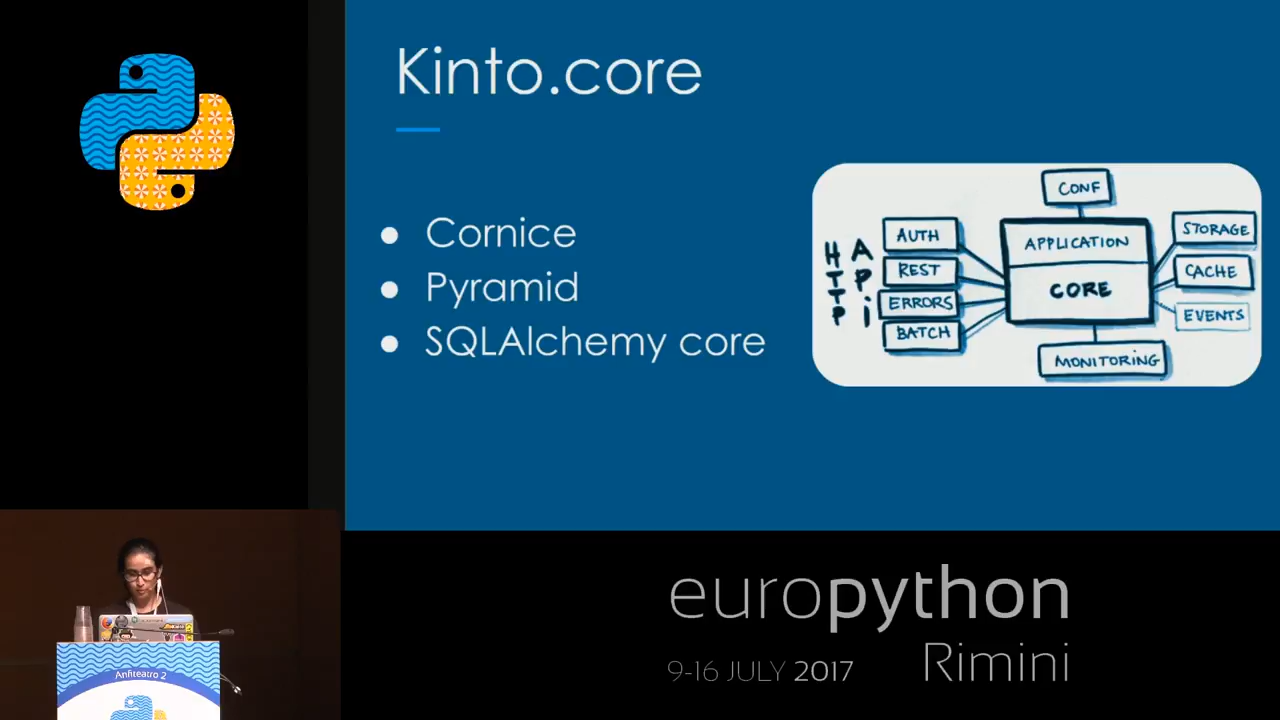 Kinto.core
Cornice
Pyramid
SQLAlchemy core
CONF
HTTP
API
AUTH
REST
ERRORS
BATCH
APPLICATION
CORE
STORAGE
CACHE
EVENTS
MONITORING
europython
Rimini
9-16 JULY 2017
Anfiteatro 2